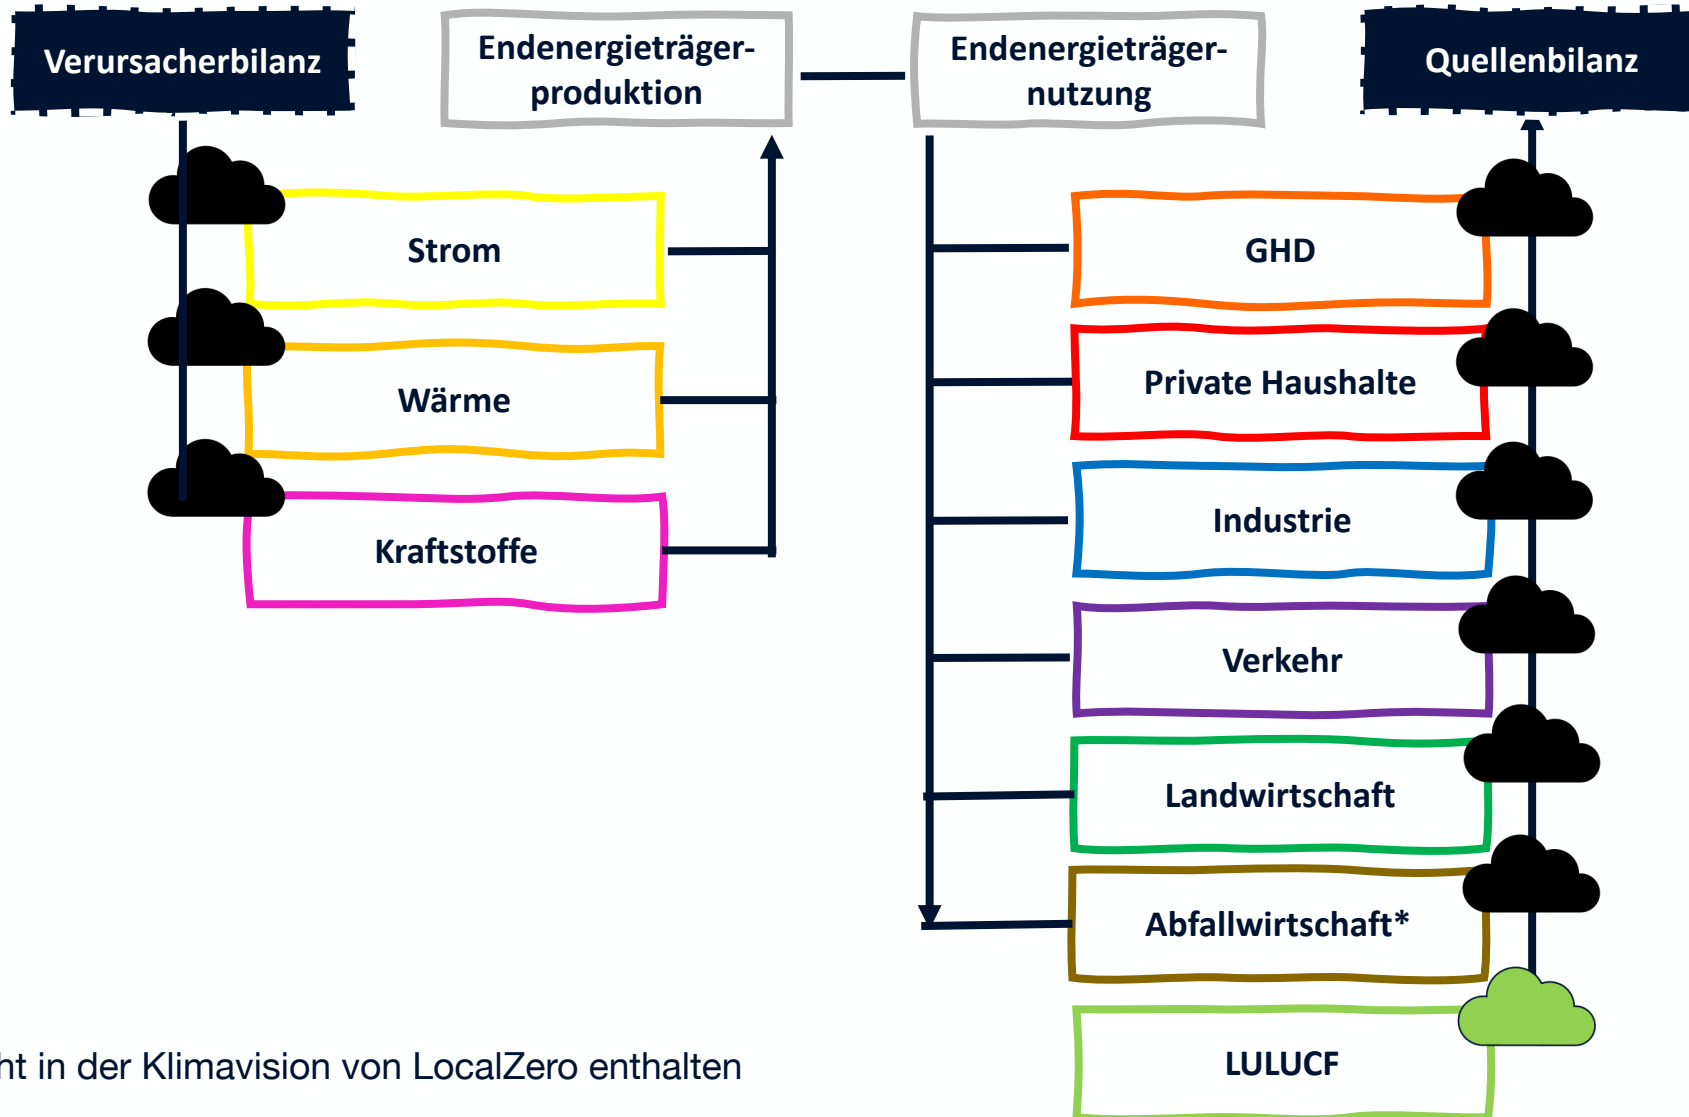 Verursacherbilanz
Endenergieträger-
produktion
Endenergieträger-
nutzung
Quellenbilanz
Strom
Wärme
Kraftstoffe
GHD
Private Haushalte
Industrie
Verkehr
Landwirtschaft
Abfallwirtschaft*
LULUCF
in der Klimavision von LocalZero enthalten